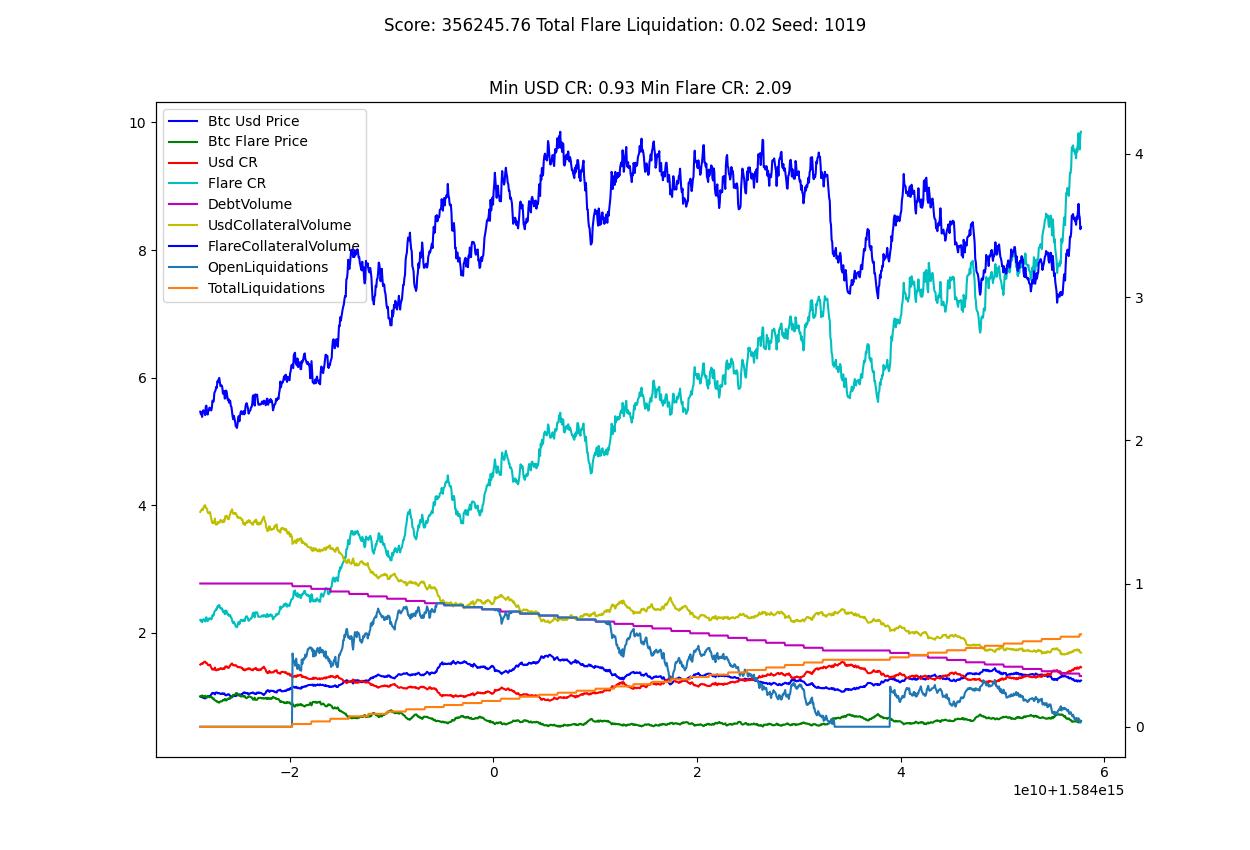 Score: 356245.76 Total Flare Liquidation: 0.02 Seed: 1019
Min USD CR: 0.93 Min Flare CR: 2.09
Btc Usd Price
Btc Flare Price
Usd CR
Flare CR
DebtVolume
UsdCollateralVolume
FlareCollateralVolume
OpenLiquidations
TotalLiquidations
10
8
6
4
2
4
3
2
1
0
−2
0
2
4
6
1e10+1.584e15